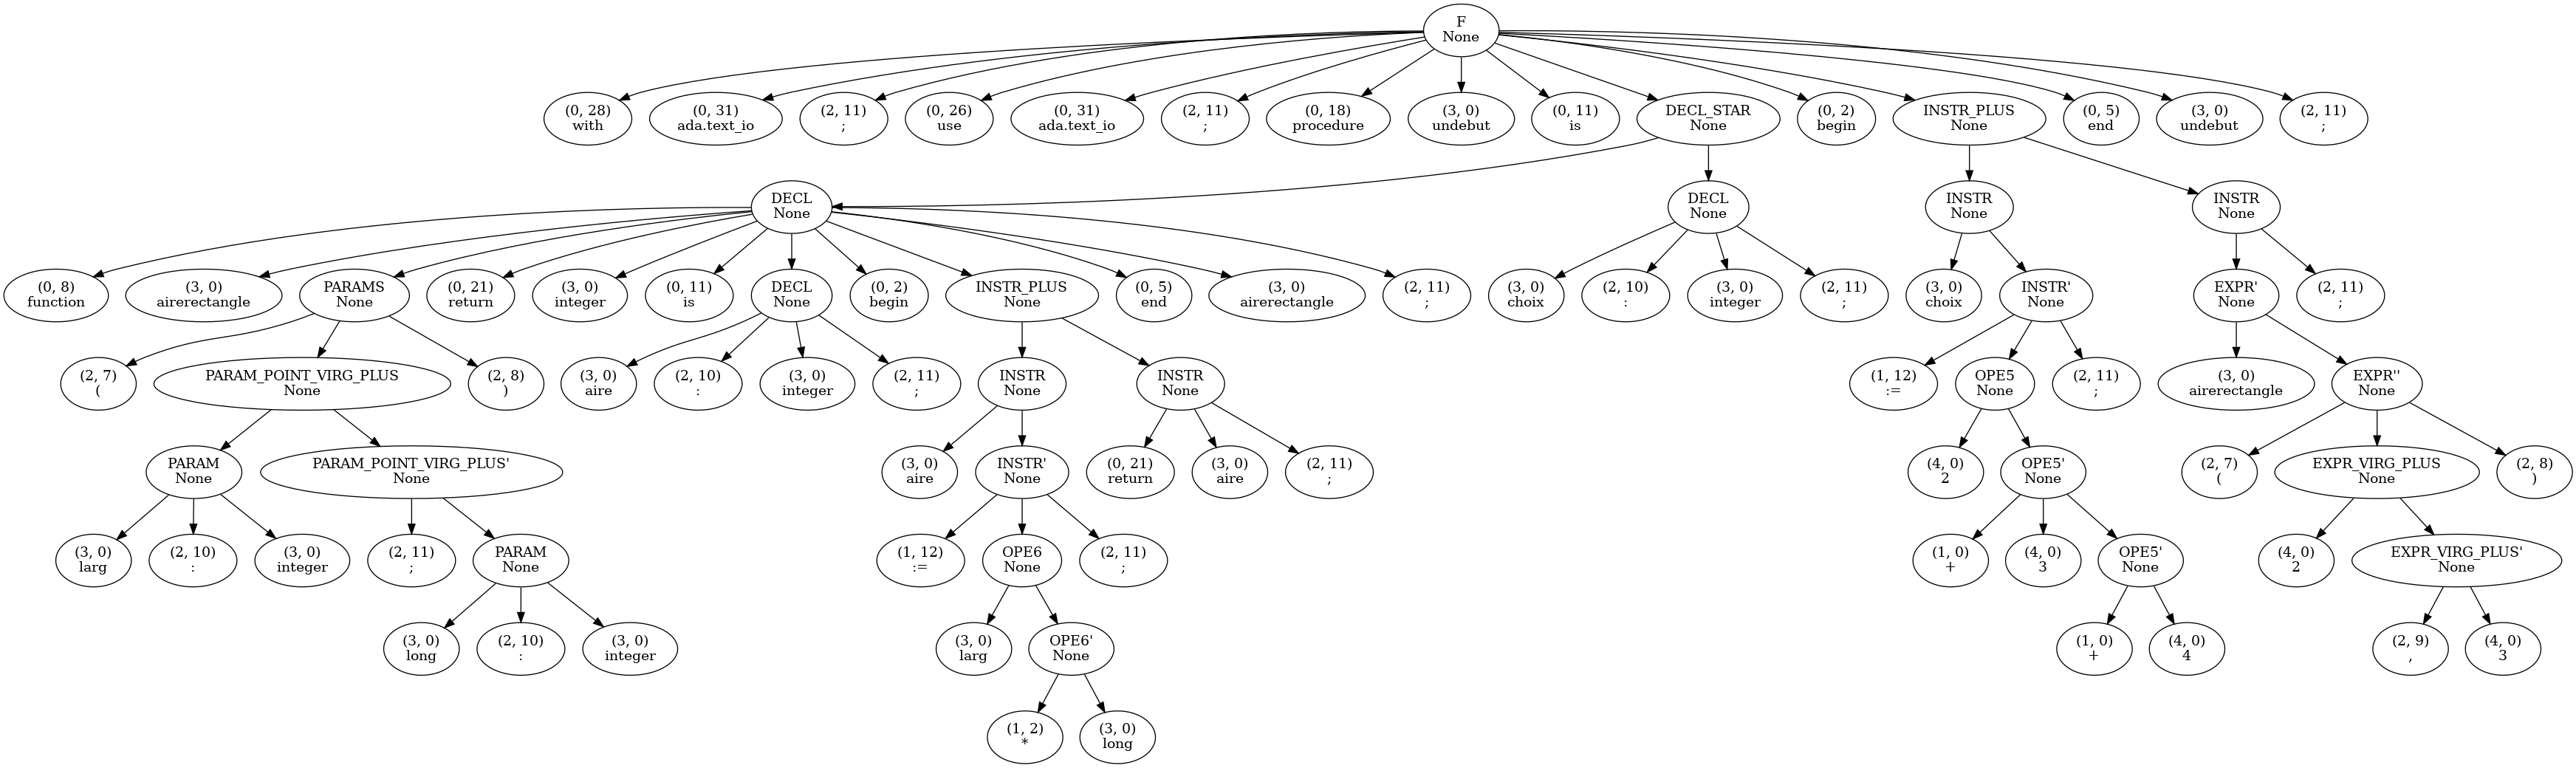 F
None
(0, 28)
with
(0, 31)
ada.text_io
(2, 11)
;
(0, 26)
use
(0, 31)
ada.text_io
(2, 11)
;
(0, 18)
procedure
(3, 0)
undebut
(0, 11)
is
DECL_STAR
None
(0, 2)
begin
INSTR_PLUS
None
(0, 5)
end
(3, 0)
undebut
(2, 11)
;
DECL
None
DECL
None
INSTR
None
INSTR
None
(0, 8)
function
(3, 0)
airerectangle
PARAMS
None
(0, 21)
return
(3, 0)
integer
(0, 11)
is
DECL
None
(0, 2)
begin
INSTR_PLUS
None
(0, 5)
end
(3, 0)
airerectangle
(2, 11)
;
(3, 0)
choix
(2, 10)
:
(3, 0)
integer
(2, 11)
;
(3, 0)
choix
INSTR'
None
EXPR'
None
(2, 11)
;
(2, 7)
(
PARAM_POINT_VIRG_PLUS
None
(2, 8)
)
(3, 0)
aire
(2, 10)
:
(3, 0)
integer
(2, 11)
;
INSTR
None
INSTR
None
(1, 12)
:=
OPE5
None
(2, 11)
;
(3, 0)
airerectangle
EXPR''
None
PARAM
None
PARAM_POINT_VIRG_PLUS'
None
(3, 0)
aire
INSTR'
None
(0, 21)
return
(3, 0)
aire
(2, 11)
;
(4, 0)
2
OPE5'
None
(2, 7)
(
EXPR_VIRG_PLUS
None
(2, 8)
)
(3, 0)
larg
(2, 10)
:
(3, 0)
integer
(2, 11)
;
PARAM
None
(1, 12)
:=
OPE6
None
(2, 11)
;
(1, 0)
+
(4, 0)
3
OPE5'
None
(4, 0)
2
EXPR_VIRG_PLUS'
None
(3, 0)
long
(2, 10)
:
(3, 0)
integer
(3, 0)
larg
OPE6'
None
(1, 0)
+
(4, 0)
4
(2, 9)
,
(4, 0)
3
(1, 2)
*
(3, 0)
long